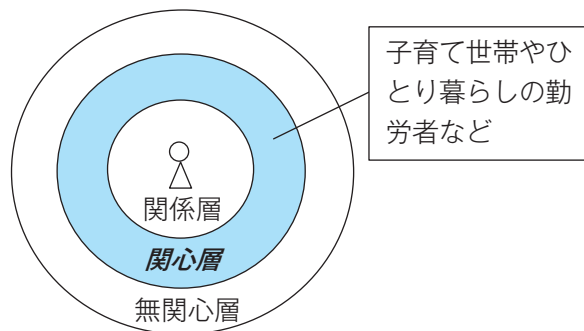 子育て世帯やひ
とり暮らしの勤
労者など
関係層
関心層
無関心層